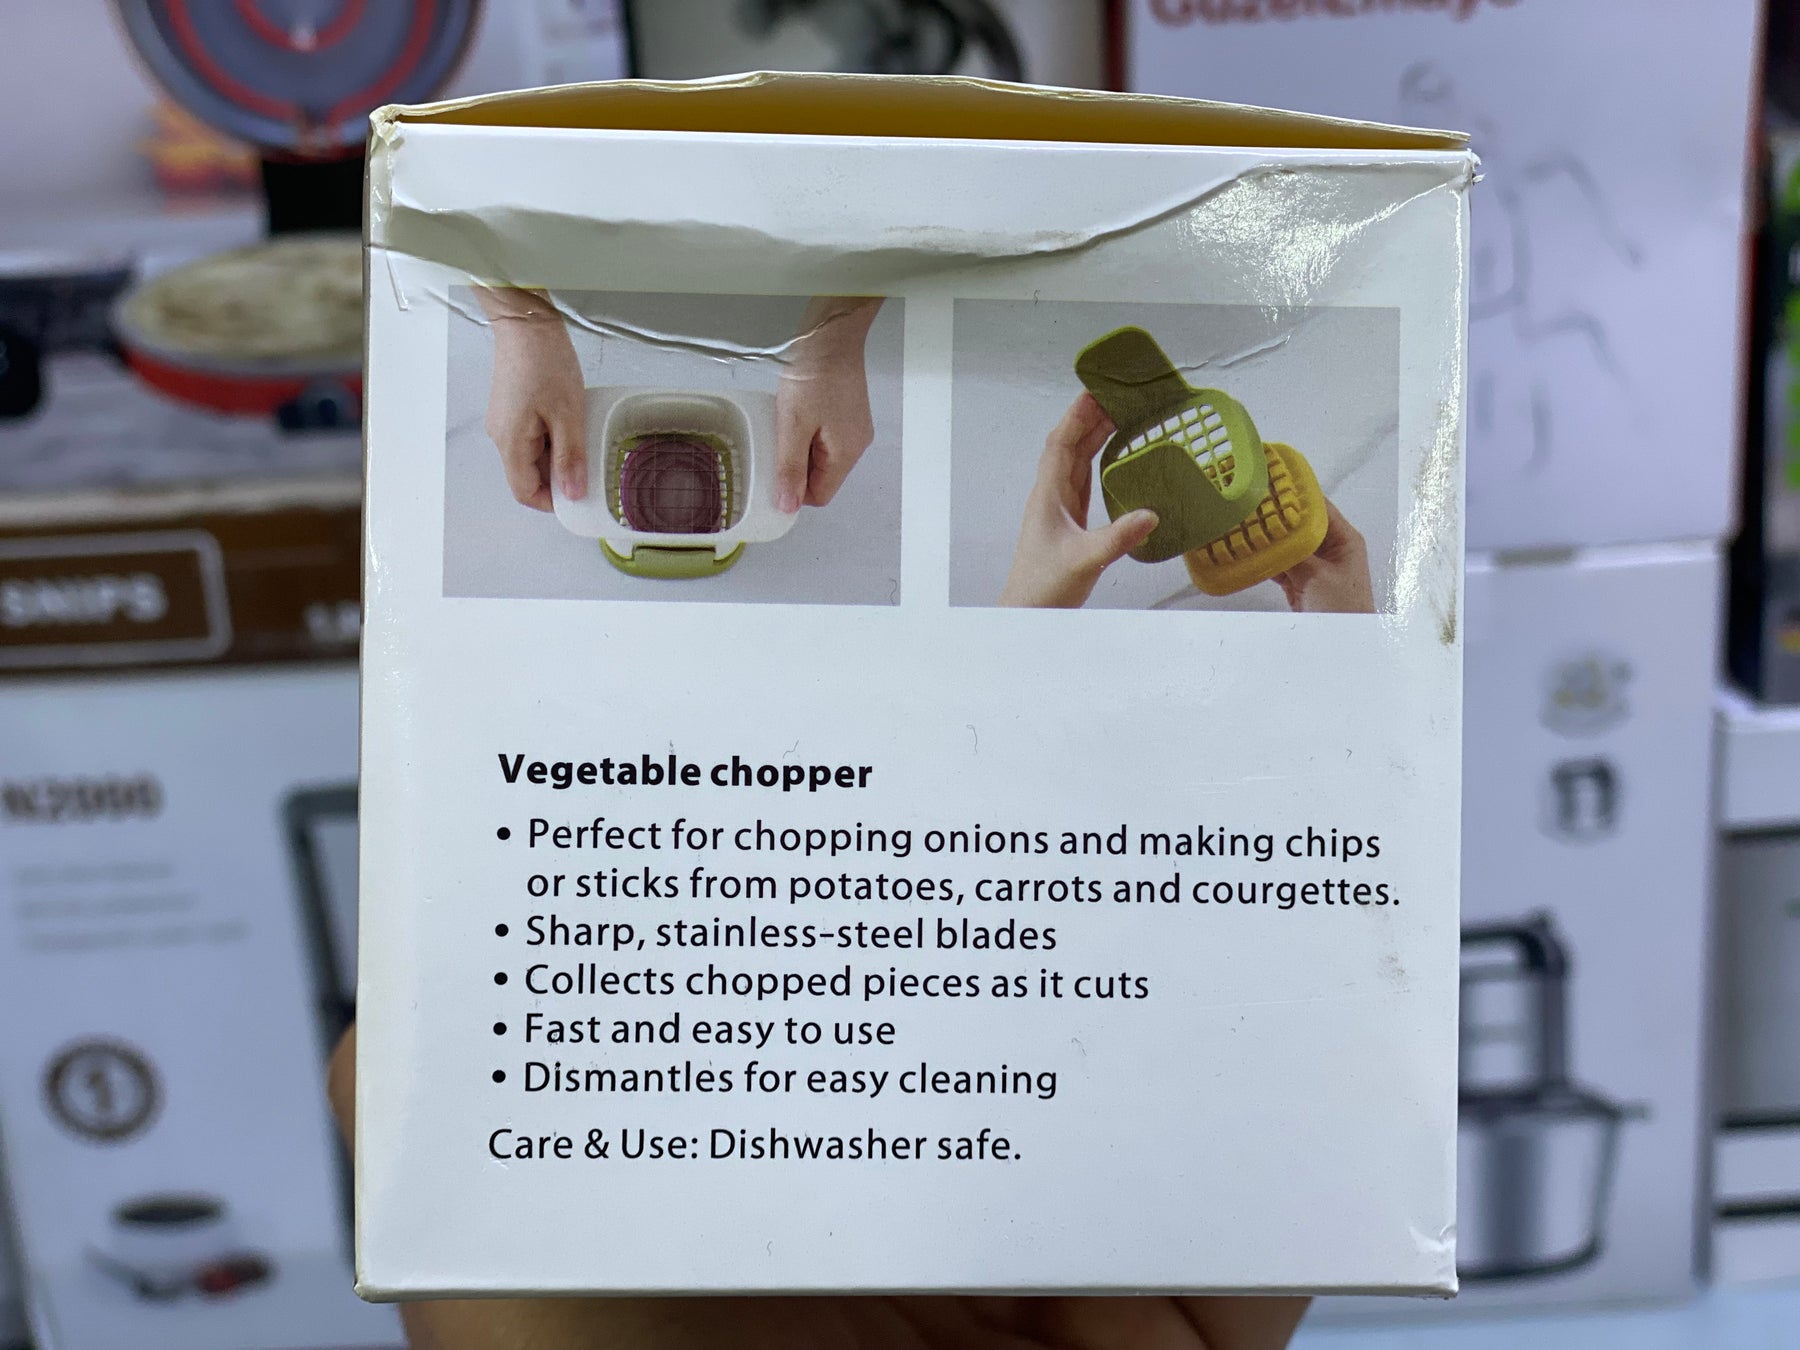 SNIPS
N2000
Vegetable chopper
• Perfect for chopping onions and making chips
or sticks from potatoes, carrots and courgettes.
• Sharp, stainless-steel blades
• Collects chopped pieces as it cuts
• Fast and easy to use
• Dismantles for easy cleaning
Care & Use: Dishwasher safe.